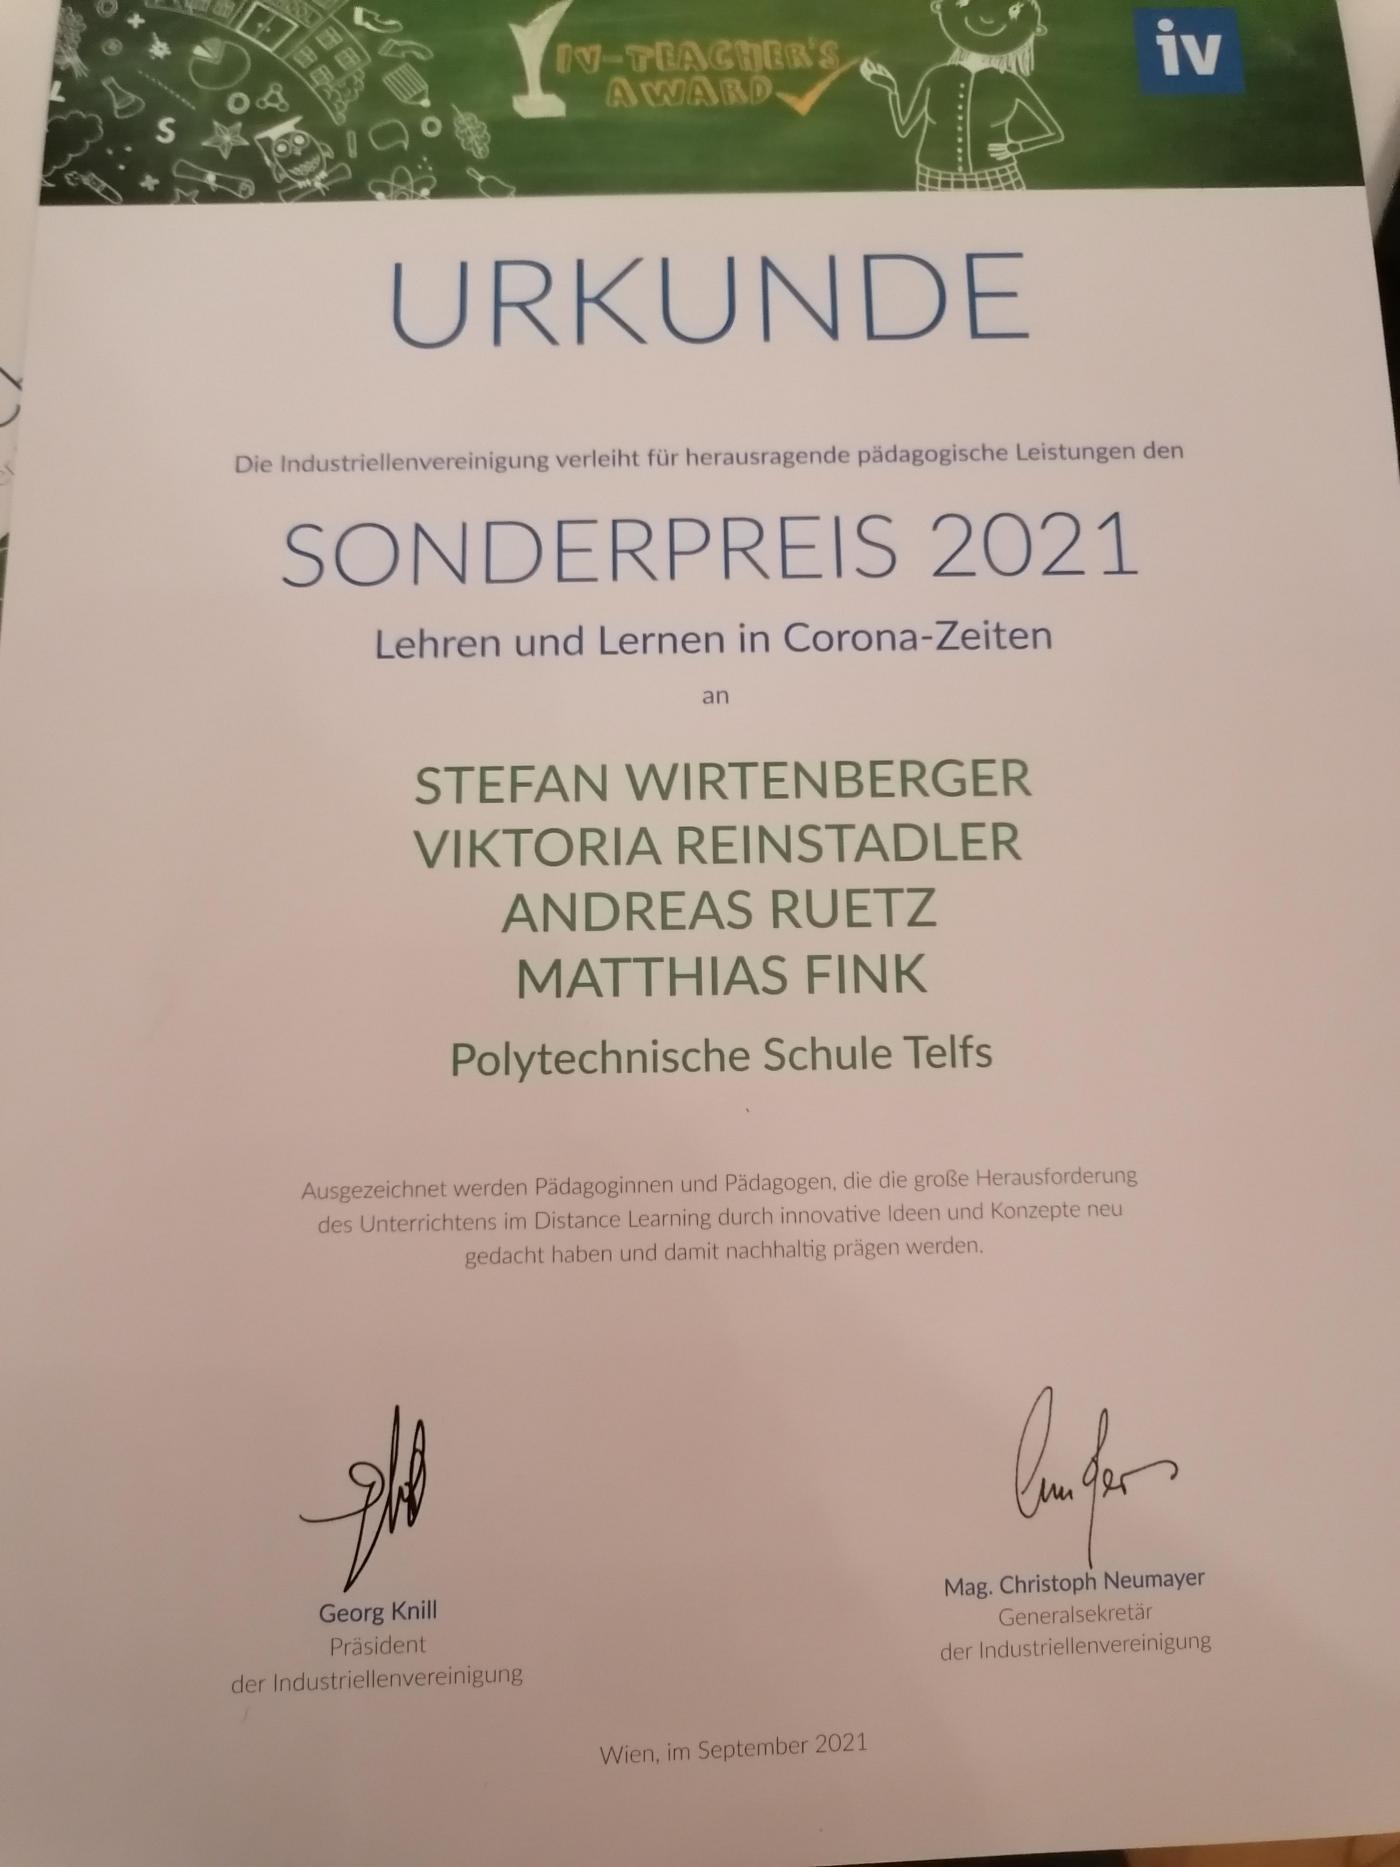 IV-TEACHER'S
AWARD
iv
URKUNDE
Die Industriellenvereinigung verleiht für herausragende pädagogische Leistungen den
SONDERPREIS 2021
Lehren und Lernen in Corona-Zeiten
an
STEFAN WIRTENBERGER
VIKTORIA REINSTADLER
ANDREAS RUETZ
MATTHIAS FINK
Polytechnische Schule Telfs
Ausgezeichnet werden Pädagoginnen und Pädagogen, die die große Herausforderung
des Unterrichtens im Distance Learning durch innovative Ideen und Konzepte neu
gedacht haben und damit nachhaltig prägen werden.
Georg Knill
Präsident
der Industriellenvereinigung
Mag. Christoph Neumayer
Generalsekretär
der Industriellenvereinigung
Wien, im September 2021